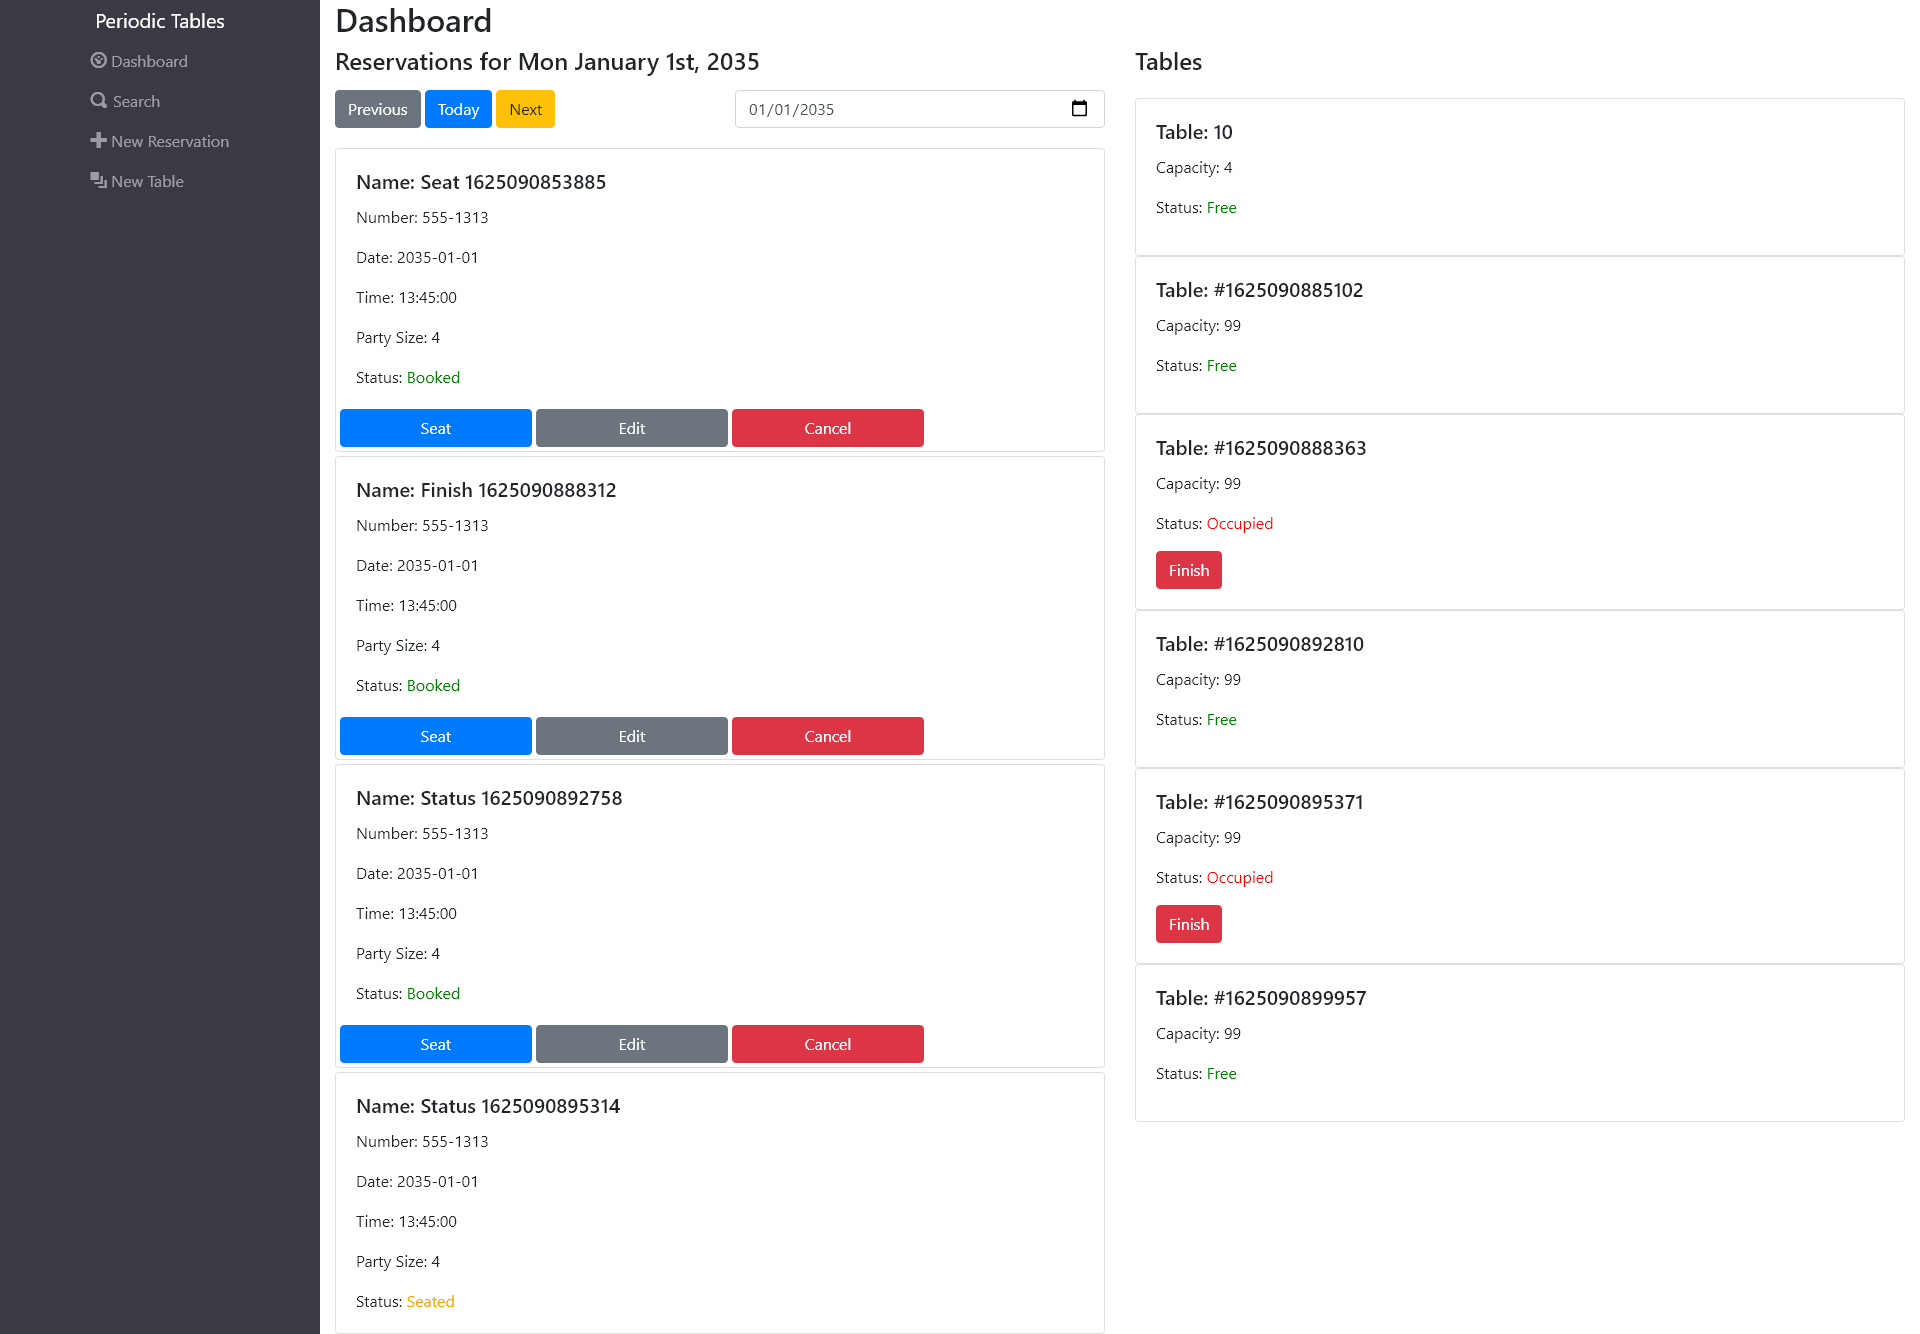 Periodic Tables
Dashboard
Search
New Reservation
New Table
Dashboard
Reservations for Mon January 1st, 2035
Previous Today Next 01/01/2035
Name: Seat 1625090853885
Number: 555-1313
Date: 2035-01-01
Time: 13:45:00
Party Size: 4
Status: Booked
Seat Edit Cancel
Name: Finish 1625090888312
Number: 555-1313
Date: 2035-01-01
Time: 13:45:00
Party Size: 4
Status: Booked
Seat Edit Cancel
Name: Status 1625090892758
Number: 555-1313
Date: 2035-01-01
Time: 13:45:00
Party Size: 4
Status: Booked
Seat Edit Cancel
Name: Status 1625090895314
Number: 555-1313
Date: 2035-01-01
Time: 13:45:00
Party Size: 4
Status: Seated
Tables
Table: 10
Capacity: 4
Status: Free
Table: #1625090885102
Capacity: 99
Status: Free
Table: #1625090888363
Capacity: 99
Status: Occupied
Finish
Table: #1625090892810
Capacity: 99
Status: Free
Table: #1625090895371
Capacity: 99
Status: Occupied
Finish
Table: #1625090899957
Capacity: 99
Status: Free